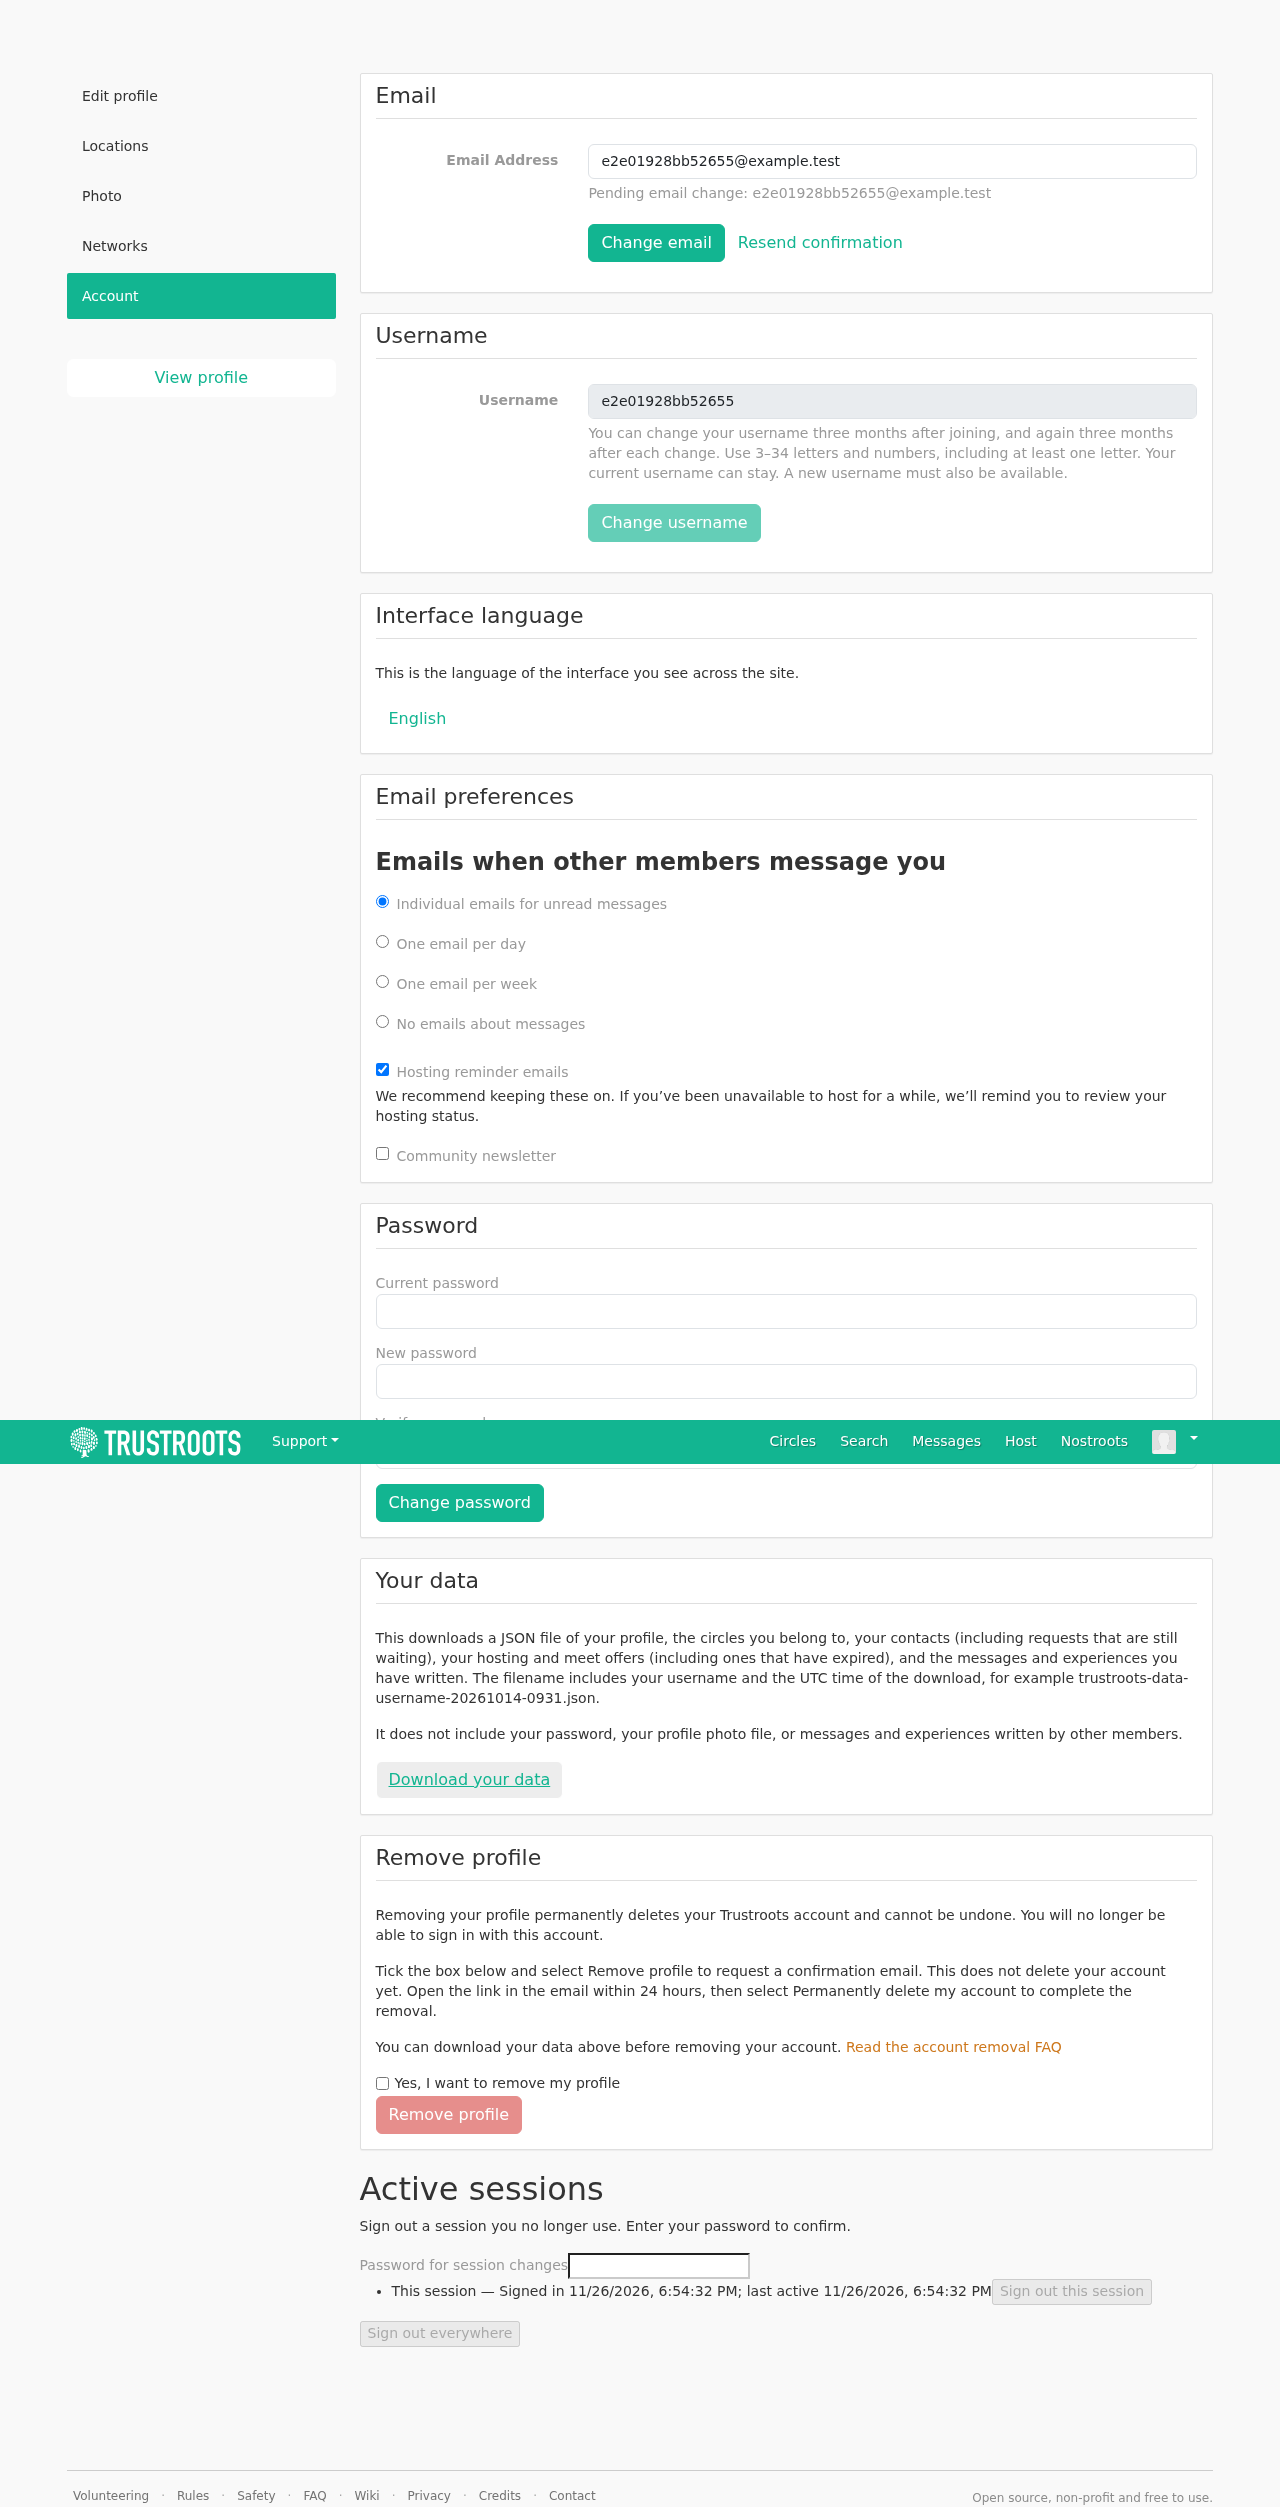 Edit profile
Locations
Photo
Networks
Account
View profile
Email
Email Address
e2e01928bb52655@example.test
Pending email change: e2e01928bb52655@example.test
Change email
Resend confirmation
Username
Username
e2e01928bb52655
You can change your username three months after joining, and again three months
after each change. Use 3–34 letters and numbers, including at least one letter. Your
current username can stay. A new username must also be available.
Change username
Interface language
This is the language of the interface you see across the site.
English
Email preferences
Emails when other members message you
Individual emails for unread messages
One email per day
One email per week
No emails about messages
Hosting reminder emails
We recommend keeping these on. If you’ve been unavailable to host for a while, we’ll remind you to review your
hosting status.
Community newsletter
Password
Current password
New password
TRUSTROOTS
Support
Circles
Search
Messages
Host
Nostroots
Change password
Your data
This downloads a JSON file of your profile, the circles you belong to, your contacts (including requests that are still
waiting), your hosting and meet offers (including ones that have expired), and the messages and experiences you
have written. The filename includes your username and the UTC time of the download, for example trustroots-data-
username-20261014-0931.json.
It does not include your password, your profile photo file, or messages and experiences written by other members.
Download your data
Remove profile
Removing your profile permanently deletes your Trustroots account and cannot be undone. You will no longer be
able to sign in with this account.
Tick the box below and select Remove profile to request a confirmation email. This does not delete your account
yet. Open the link in the email within 24 hours, then select Permanently delete my account to complete the
removal.
You can download your data above before removing your account. Read the account removal FAQ
Yes, I want to remove my profile
Remove profile
Active sessions
Sign out a session you no longer use. Enter your password to confirm.
Password for session changes
• This session — Signed in 11/26/2026, 6:54:32 PM; last active 11/26/2026, 6:54:32 PM Sign out this session
Sign out everywhere
Volunteering · Rules · Safety · FAQ · Wiki · Privacy · Credits · Contact
Open source, non-profit and free to use.